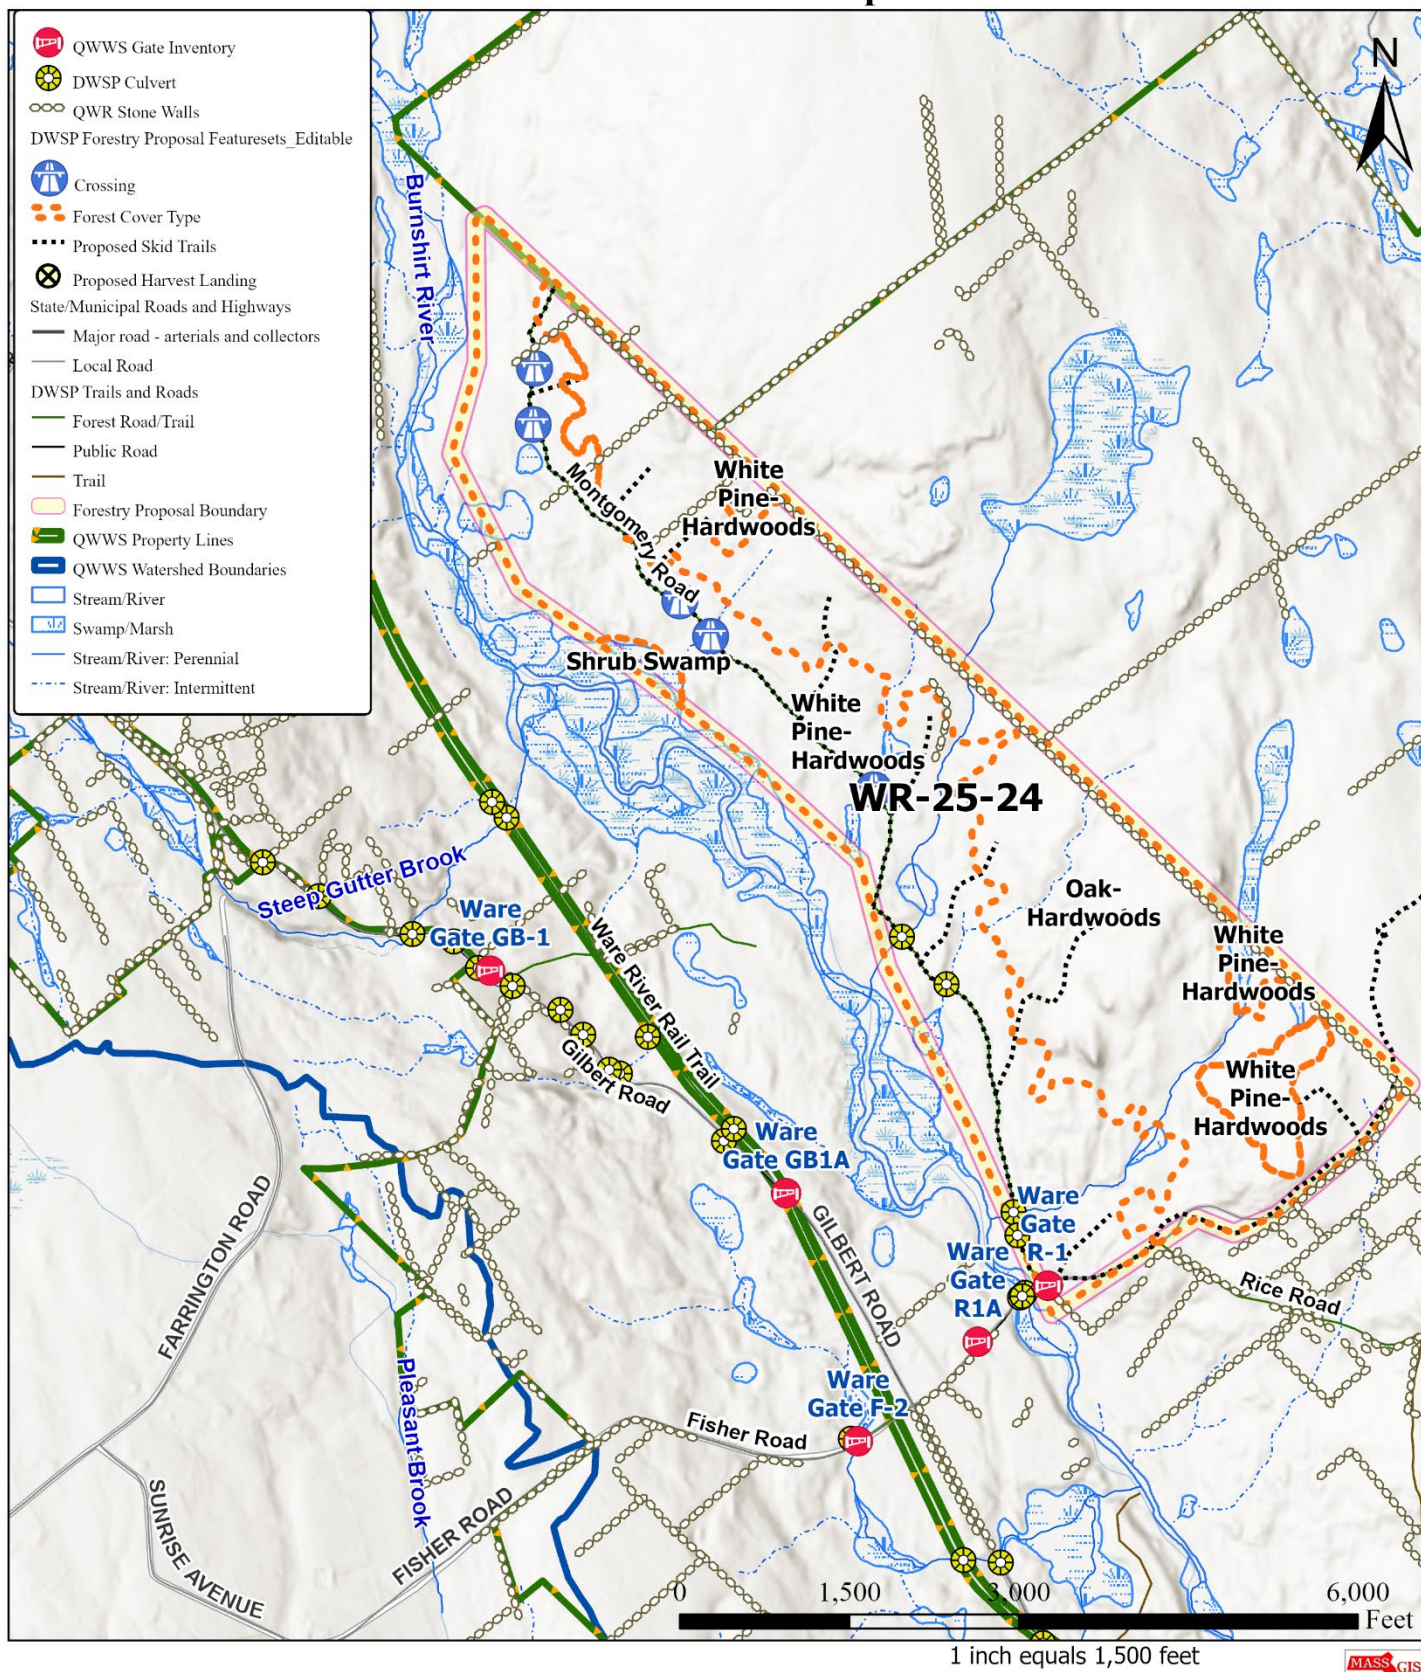 N
QWWS Gate Inventory
DWSP Culvert
QWR Stone Walls
DWSP Forestry Proposal Featuresets_Editable
Crossing
Forest Cover Type
Proposed Skid Trails
Proposed Harvest Landing
State/Municipal Roads and Highways
Major road - arterials and collectors
Local Road
DWSP Trails and Roads
Forest Road/Trail
Public Road
Trail
Forestry Proposal Boundary
QWWS Property Lines
QWWS Watershed Boundaries
Stream/River
Swamp/Marsh
Stream/River: Perennial
Stream/River: Intermittent
Burnshirt River
White
Pine-
Hardwoods
Montgomery Road
Shrub Swamp
White
Pine-
Hardwoods
WR-25-24
Oak-
Hardwoods
White
Pine-
Hardwoods
White
Pine-
Hardwoods
Steep Gutter Brook
Ware
Gate GB-1
Ware River Rail Trail
Gilbert Road
Ware
Gate GB1A
GILBERT ROAD
Ware
Gate
R-1
Ware
Gate
R1A
Rice Road
FARRINGTON ROAD
Pleasant Brook
Ware
Gate F-2
Fisher Road
FISHER ROAD
SUNRISE AVENUE
0 1,500 3,000 6,000
Feet
1 inch equals 1,500 feet
MASS GIS